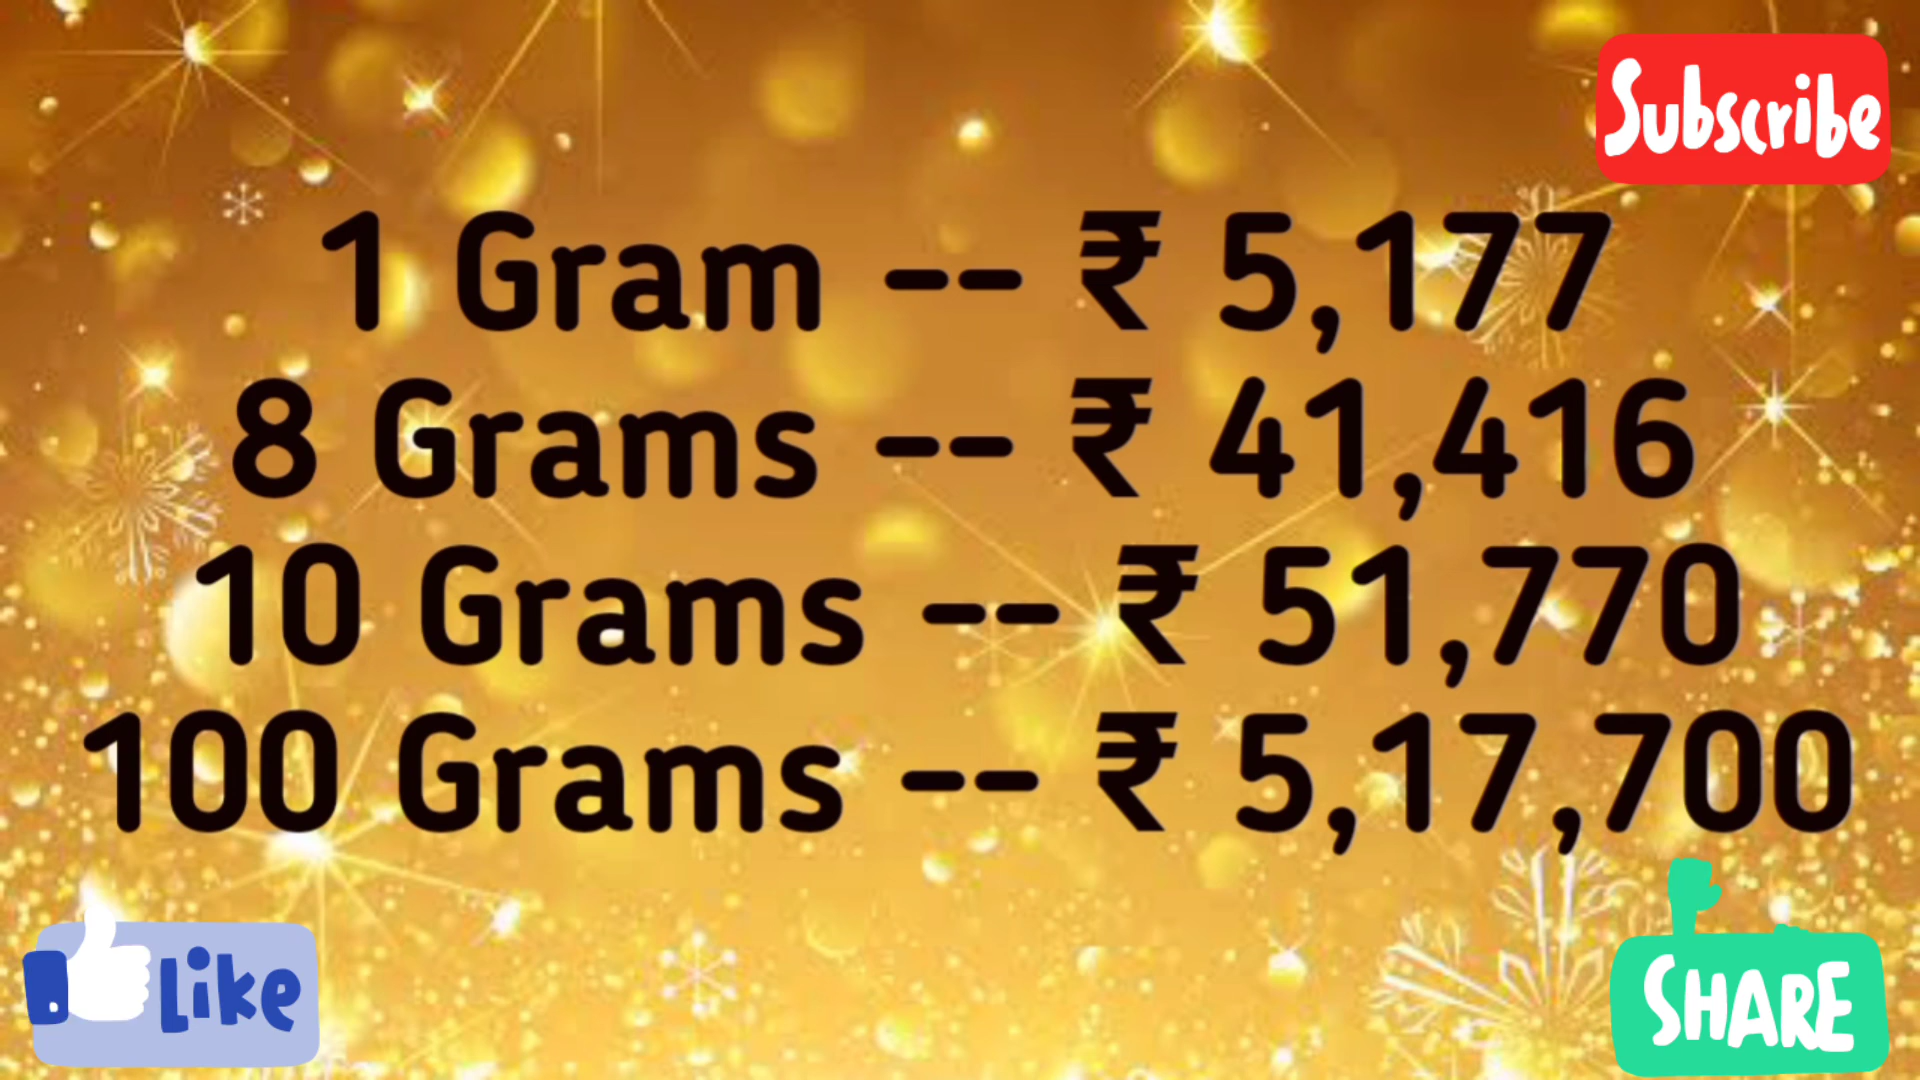 Subscribe
1 Gram -- ₹ 5,177
8 Grams -- ₹ 41,416
10 Grams -- ₹ 51,770
100 Grams -- ₹ 5,17,700
Like
SHARE